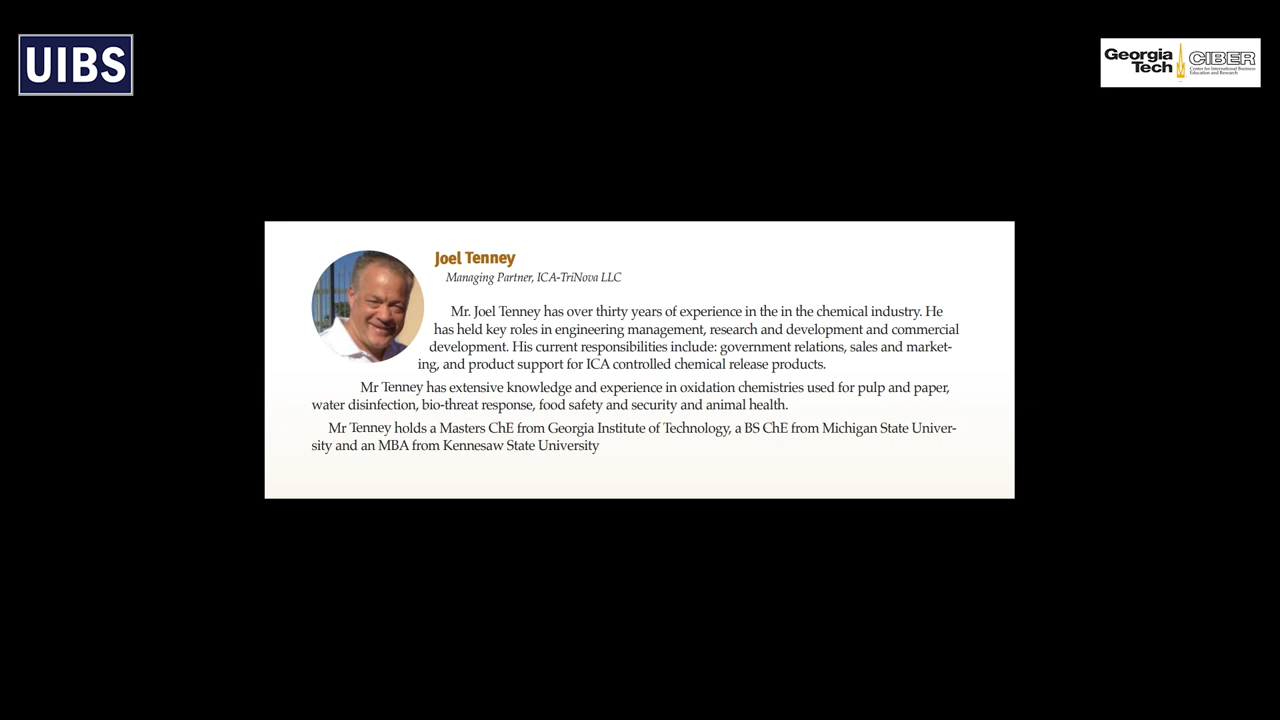 UIBS
Georgia
Tech
CIBER
Center for International Business
Education and Research
Joel Tenney
Managing Partner, ICA-TriNova LLC
Mr. Joel Tenney has over thirty years of experience in the in the chemical industry. He
has held key roles in engineering management, research and development and commercial
development. His current responsibilities include: government relations, sales and market-
ing, and product support for ICA controlled chemical release products.
Mr Tenney has extensive knowledge and experience in oxidation chemistries used for pulp and paper,
water disinfection, bio-threat response, food safety and security and animal health.
Mr Tenney holds a Masters ChE from Georgia Institute of Technology, a BS ChE from Michigan State Univer-
sity and an MBA from Kennesaw State University